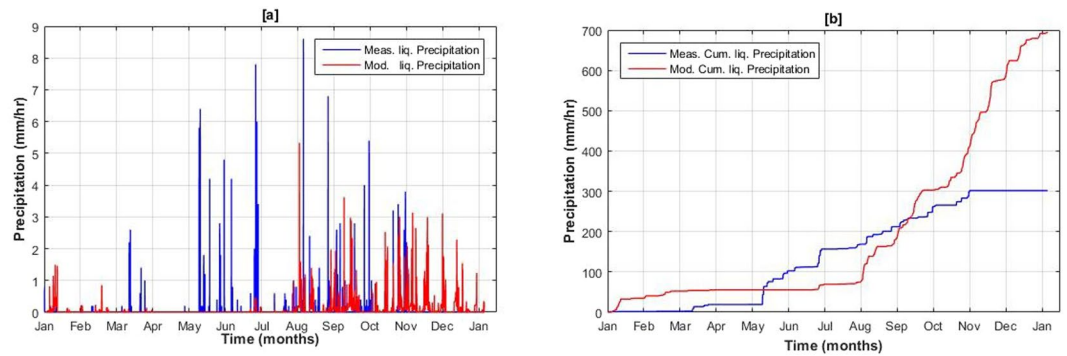 [a]
Precipitation (mm/hr)
9
8
7
6
5
4
3
2
1
0
Meas. liq. Precipitation
Mod. liq. Precipitation
Jan Feb Mar Apr May Jun Jul Aug Sep Oct Nov Dec Jan
Time (months)
[b]
Precipitation (mm/hr)
700
600
500
400
300
200
100
0
Meas. Cum. liq. Precipitation
Mod. Cum. liq. Precipitation
Jan Feb Mar Apr May Jun Jul Aug Sep Oct Nov Dec Jan
Time (months)